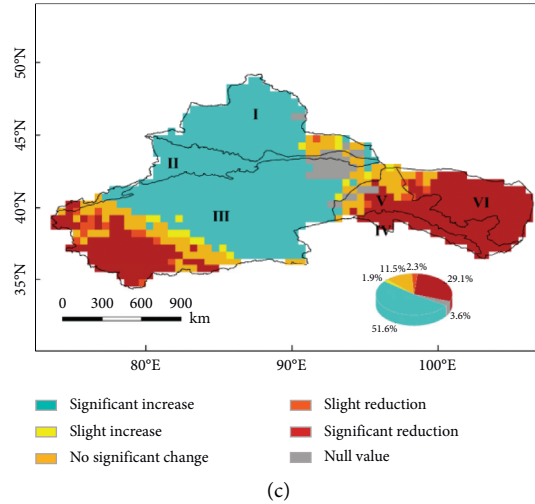 50°N
45°N
40°N
35°N
I
II
III
V
VI
IV
1.9%
11.5%
2.3%
29.1%
3.6%
51.6%
0 300 600 900
km
80°E 90°E 100°E
Significant increase
Slight increase
No significant change
Slight reduction
Significant reduction
Null value
(c)